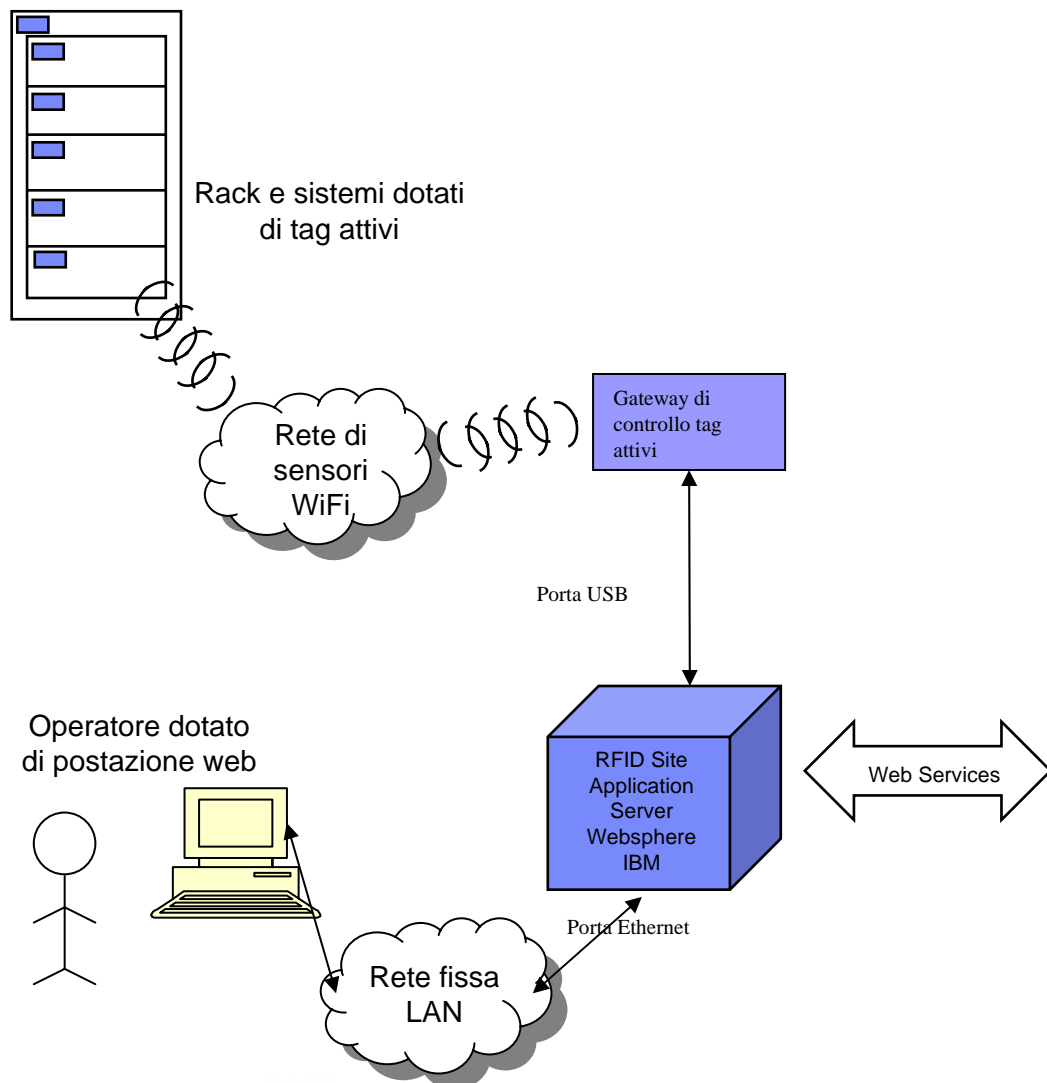 Rack e sistemi dotati
di tag attivi
Rete di
sensori
WiFi
Gateway di
controllo tag
attivi
Porta USB
Operatore dotato
di postazione web
RFID Site
Application
Server
Websphere
IBM
Web Services
Porta Ethernet
Rete fissa
LAN